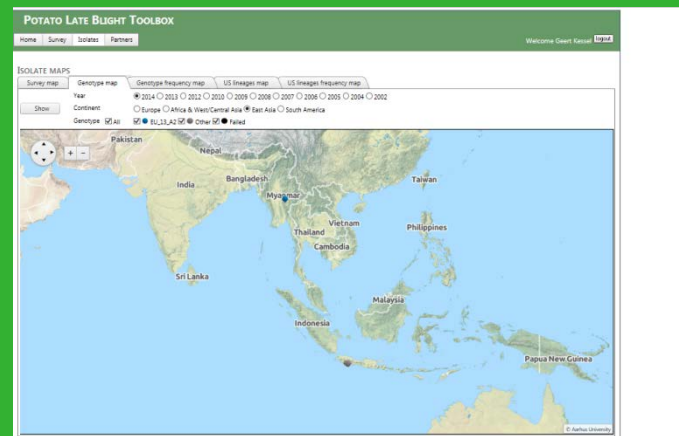 POTATO LATE BLIGHT TOOLBOX
Home Survey Isolates Partners
Welcome Geert Kessel logout
ISOLATE MAPS
Survey map Genotype map Genotype frequency map US lineages map US lineages frequency map
Year 2014 2013 2012 2010 2009 2008 2007 2006 2005 2004 2002
Show Continent Europe Africa & West/Central Asia East Asia South America
Genotype All EU_13_A2 Other Failed
+ -
Pakistan
Nepal
Bangladesh
Taiwan
India
Myanmar
Vietnam
Philippines
Thailand
Cambodia
Sri Lanka
Malaysia
Indonesia
Papua New Guinea
© Aarhus University